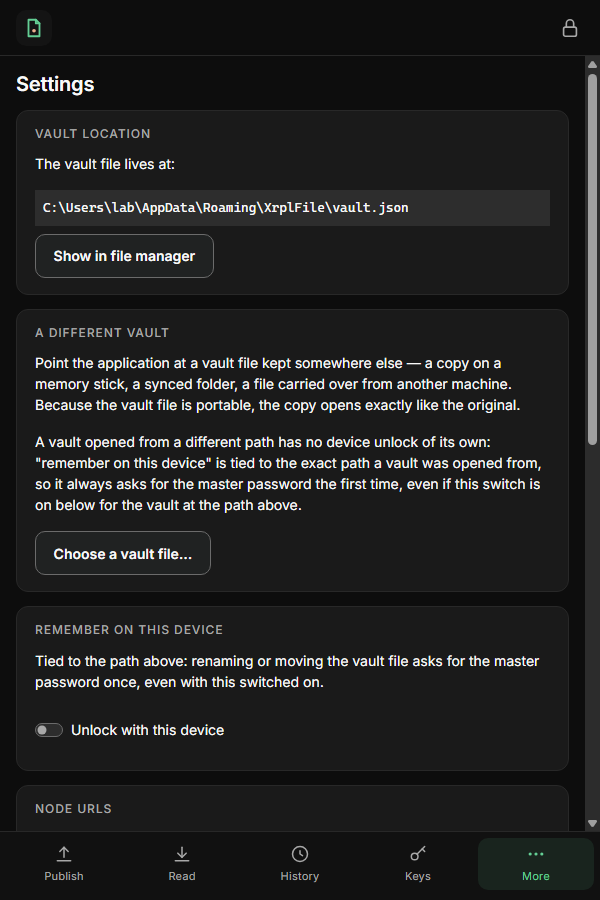 Settings
VAULT LOCATION
The vault file lives at:
C:\Users\lab\AppData\Roaming\XrplFile\vault.json
Show in file manager
A DIFFERENT VAULT
Point the application at a vault file kept somewhere else — a copy on a
memory stick, a synced folder, a file carried over from another machine.
Because the vault file is portable, the copy opens exactly like the original.
A vault opened from a different path has no device unlock of its own:
"remember on this device" is tied to the exact path a vault was opened from,
so it always asks for the master password the first time, even if this switch is
on below for the vault at the path above.
Choose a vault file...
REMEMBER ON THIS DEVICE
Tied to the path above: renaming or moving the vault file asks for the master
password once, even with this switched on.
Unlock with this device
NODE URLS
Publish
Read
History
Keys
More